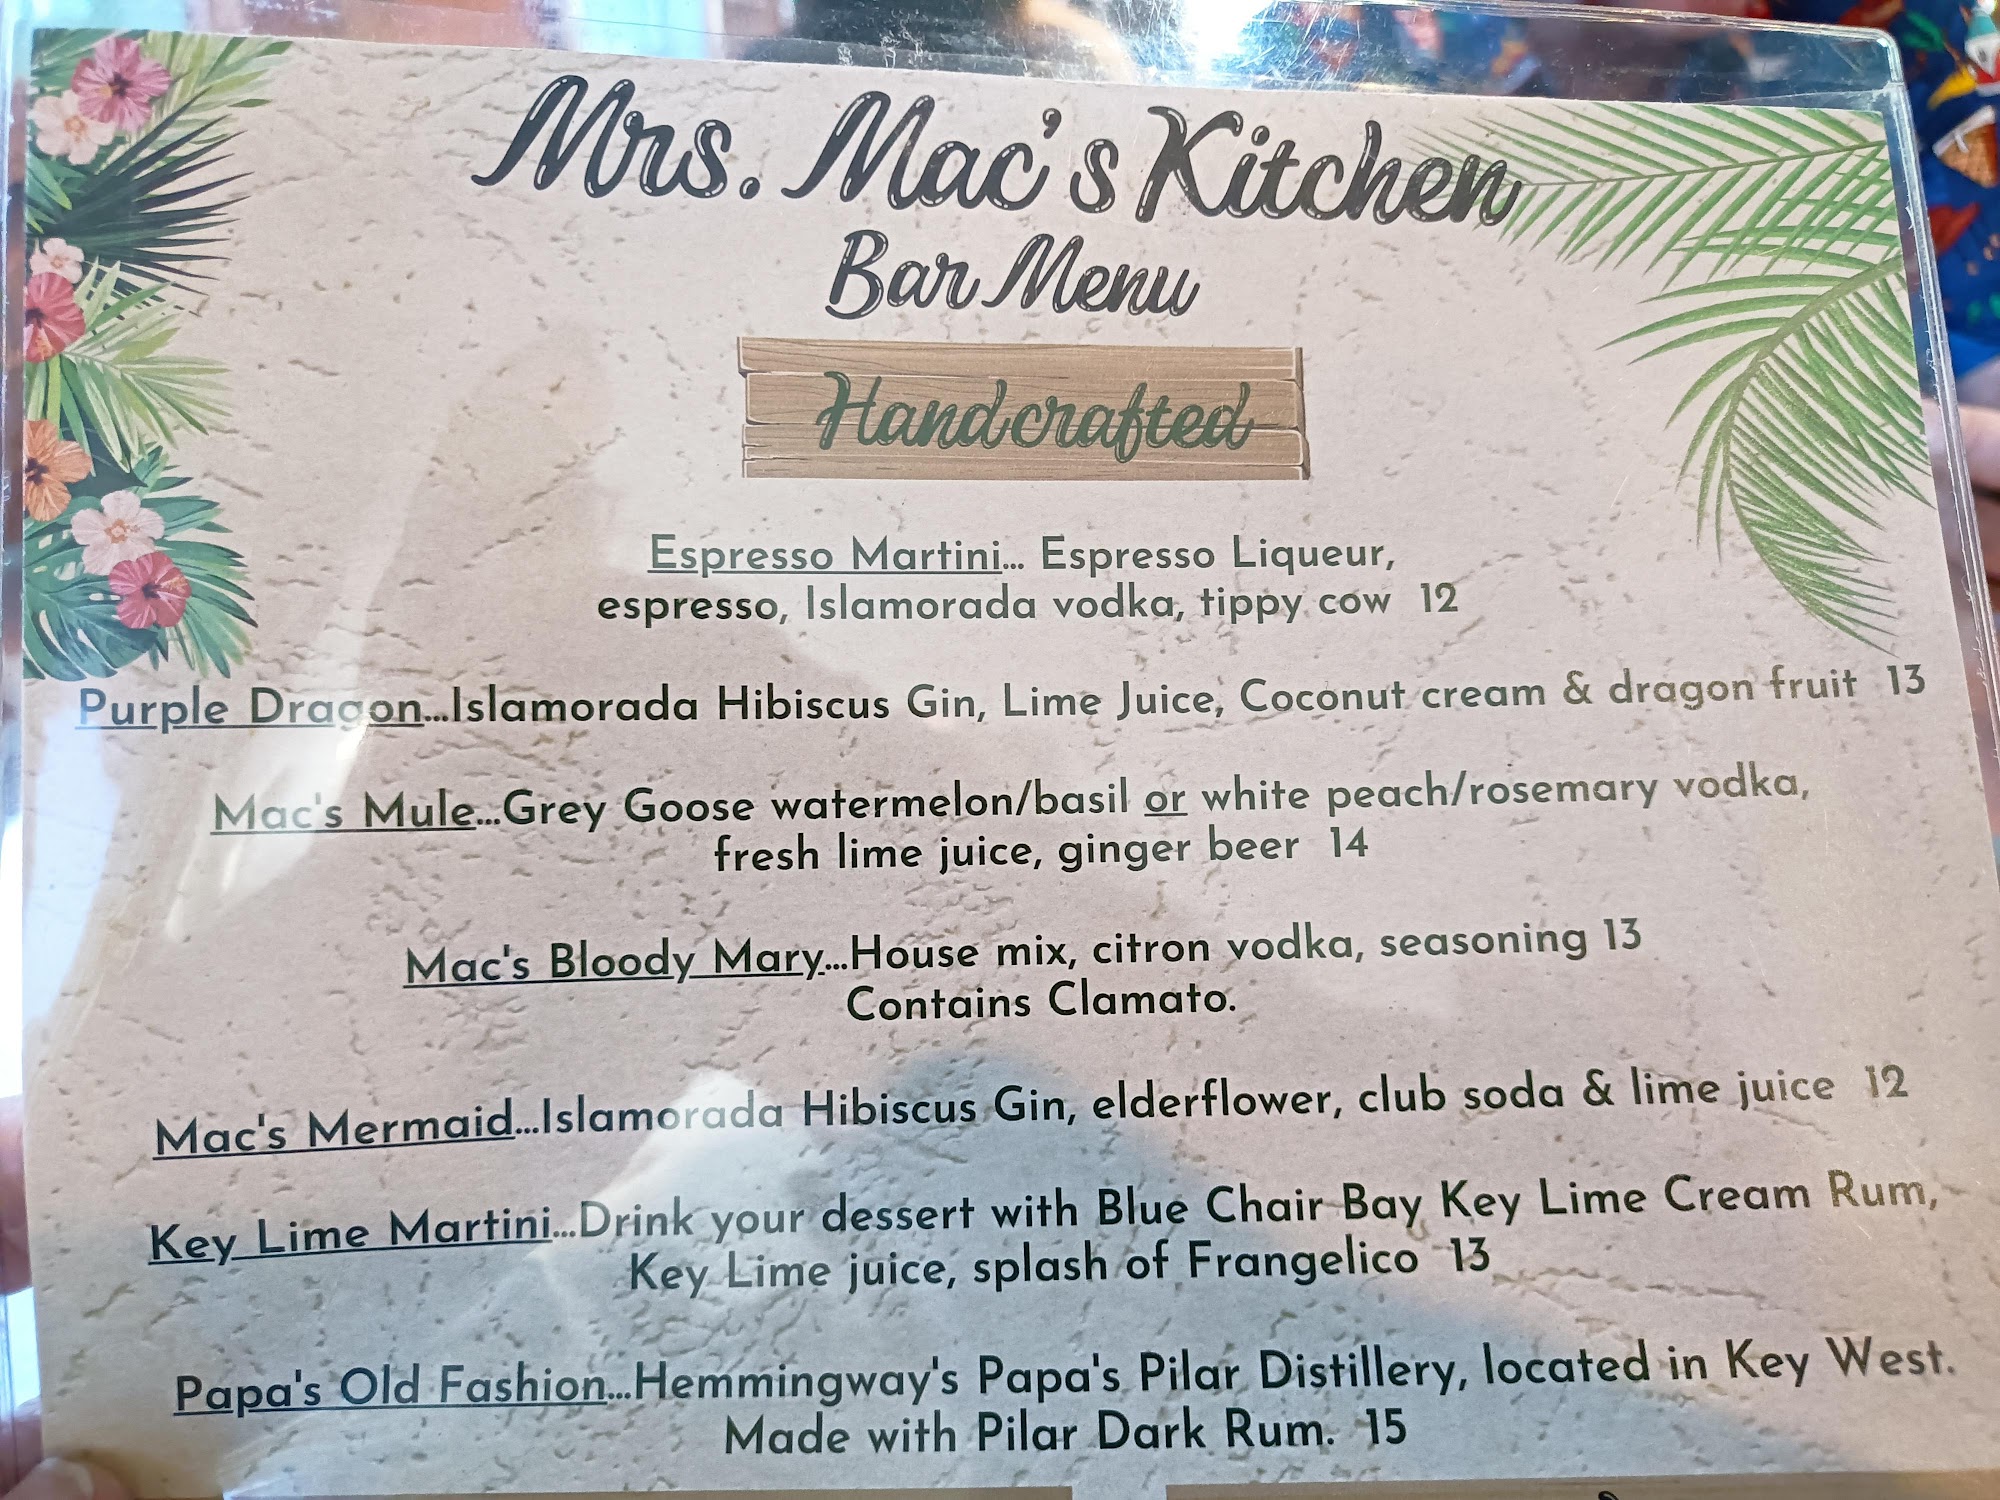 Mrs. Mac's Kitchen
Bar Menu
Handcrafted
Espresso Martini... Espresso Liqueur,
espresso, Islamorada vodka, tippy cow 12
Purple Dragon...Islamorada Hibiscus Gin, Lime Juice, Coconut cream & dragon fruit 13
Mac's Mule...Grey Goose watermelon/basil or white peach/rosemary vodka,
fresh lime juice, ginger beer 14
Mac's Bloody Mary...House mix, citron vodka, seasoning 13
Contains Clamato.
Mac's Mermaid...Islamorada Hibiscus Gin, elderflower, club soda & lime juice 12
Key Lime Martini...Drink your dessert with Blue Chair Bay Key Lime Cream Rum,
Key Lime juice, splash of Frangelico 13
Papa's Old Fashion...Hemmingway's Papa's Pilar Distillery, located in Key West.
Made with Pilar Dark Rum. 15